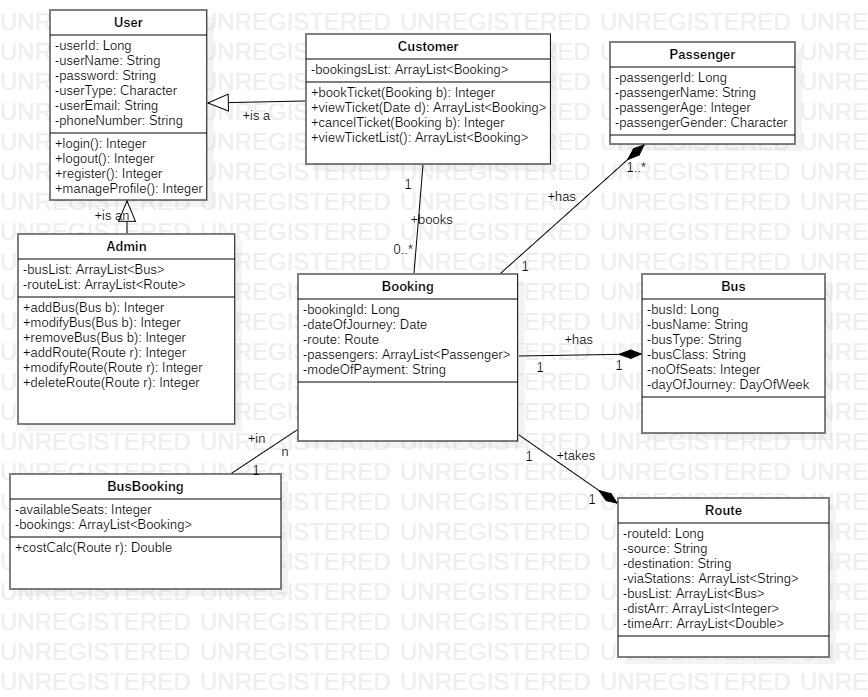 User
-userId: Long
-userName: String
-password: String
-userType: Character
-userEmail: String
-phoneNumber: String
+login(): Integer
+logout(): Integer
+register(): Integer
+manageProfile(): Integer
+is a
Customer
-bookingsList: ArrayList<Booking>
+bookTicket(Booking b): Integer
+viewTicket(Date d): ArrayList<Booking>
+cancelTicket(Booking b): Integer
+viewTicketList(): ArrayList<Booking>
Passenger
-passengerId: Long
-passengerName: String
-passengerAge: Integer
-passengerGender: Character
1..*
+has
1
1
+books
0..*
+is an
Admin
-busList: ArrayList<Bus>
-routeList: ArrayList<Route>
+addBus(Bus b): Integer
+modifyBus(Bus b): Integer
+removeBus(Bus b): Integer
+addRoute(Route r): Integer
+modifyRoute(Route r): Integer
+deleteRoute(Route r): Integer
Booking
-bookingId: Long
-dateOfJourney: Date
-route: Route
-passengers: ArrayList<Passenger>
-modeOfPayment: String
+has
1
1
Bus
-busId: Long
-busName: String
-busType: String
-busClass: String
-noOfSeats: Integer
-dayOfJourney: DayOfWeek
+in
n
1
+takes
1
1
BusBooking
-availableSeats: Integer
-bookings: ArrayList<Booking>
+costCalc(Route r): Double
Route
-routeId: Long
-source: String
-destination: String
-viaStations: ArrayList<String>
-busList: ArrayList<Bus>
-distArr: ArrayList<Integer>
-timeArr: ArrayList<Double>
UNREGISTERED